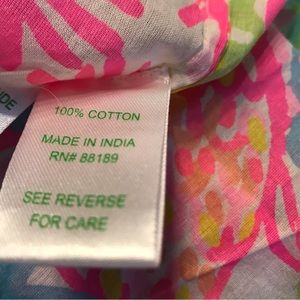 100% COTTON
MADE IN INDIA
RN# 88189
SEE REVERSE
FOR CARE